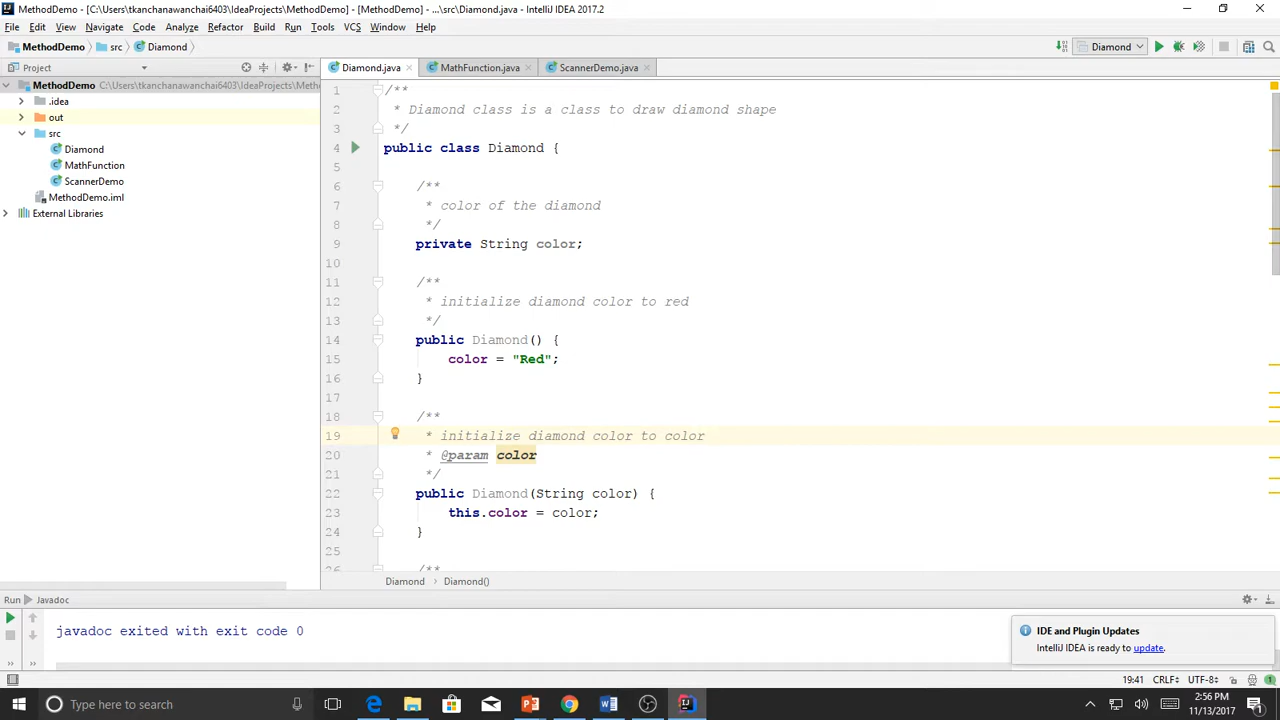 MethodDemo - [C:\Users\tkanchanawanchai6403\IdeaProjects\MethodDemo] - [MethodDemo] - ...\src\Diamond.java - IntelliJ IDEA 2017.2
File Edit View Navigate Code Analyze Refactor Build Run Tools VCS Window Help
MethodDemo src Diamond
Diamond
Project
Diamond.java MathFunction.java ScannerDemo.java
MethodDemo C:\Users\tkanchanawanchai6403\IdeaProjects\Meth
.idea
out
src
Diamond
MathFunction
ScannerDemo
MethodDemo.iml
External Libraries
1 /**
2 * Diamond class is a class to draw diamond shape
3 */
4 public class Diamond {
5
6 /**
7 * color of the diamond
8 */
9 private String color;
10
11 /**
12 * initialize diamond color to red
13 */
14 public Diamond() {
15 color = "Red";
16 }
17
18 /**
19 * initialize diamond color to color
20 * @param color
21 */
22 public Diamond(String color) {
23 this.color = color;
24 }
25
26 /**
Diamond Diamond()
Run Javadoc
javadoc exited with exit code 0
IDE and Plugin Updates
IntelliJ IDEA is ready to update.
19:41 CRLF UTF-8
Type here to search
2:56 PM
11/13/2017